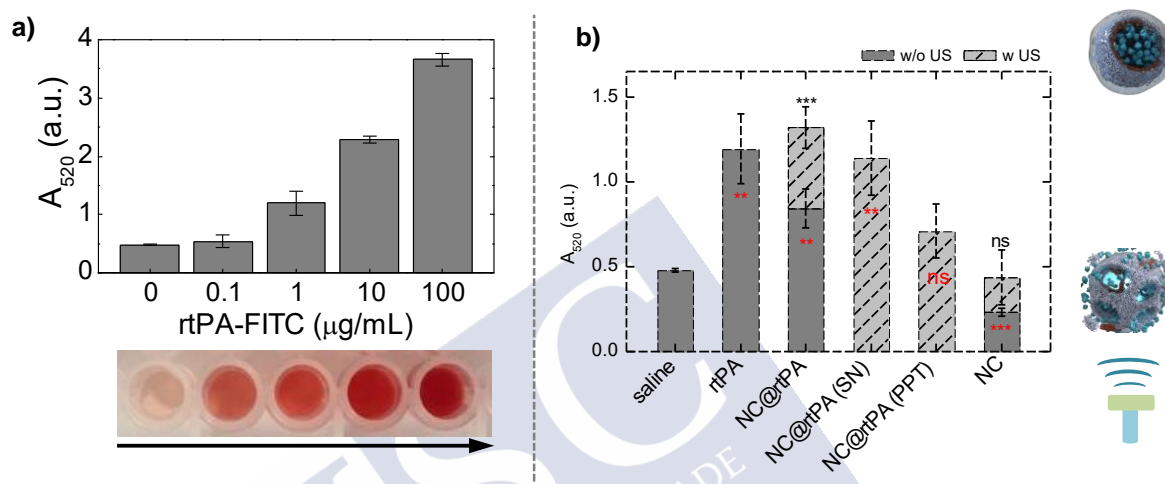 a)
4
3
2
1
0
A520 (a.u.)
0 0.1 1 10 100
rtPA-FITC (μg/mL)
b)
w/o US w US
1.5
1.0
0.5
0.0
A520 (a.u.)
***
**
**
**
ns
ns
***
saline
rtPA
NC@rtPA
NC@rtPA (SN)
NC@rtPA (PPT)
NC